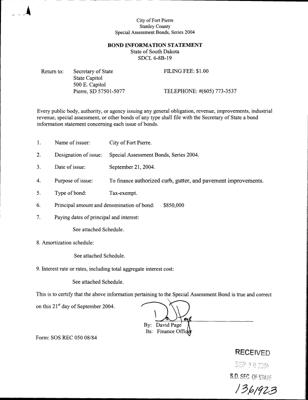 City of Fort Pierre
Stanley County
Special Assessment Bonds, Series 2004
BOND INFORMATION STATEMENT
State of South Dakota
SDCL 6-8B-19
Return to: Secretary of State FILING FEE: $1.00
State Capitol
500 E. Capitol
Pierre, SD 57501-5077 TELEPHONE: #(605) 773-3537
Every public body, authority, or agency issuing any general obligation, revenue, improvements, industrial
revenue, special assessment, or other bonds of any type shall file with the Secretary of State a bond
information statement concerning each issue of bonds.
1. Name of issuer: City of Fort Pierre.
2. Designation of issue: Special Assessment Bonds, Series 2004.
3. Date of issue: September 21, 2004.
4. Purpose of issue: To finance authorized curb, gutter, and pavement improvements.
5. Type of bond: Tax-exempt.
6. Principal amount and denomination of bond: $850,000
7. Paying dates of principal and interest:
See attached Schedule.
8. Amortization schedule:
See attached Schedule.
9. Interest rate or rates, including total aggregate interest cost:
See attached Schedule.
This is to certify that the above information pertaining to the Special Assessment Bond is true and correct
on this 21st day of September 2004.
By: David Page
Its: Finance Officer
Form: SOS REC 050 08/84
RECEIVED
S.D. SEC. OF STATE
1361923